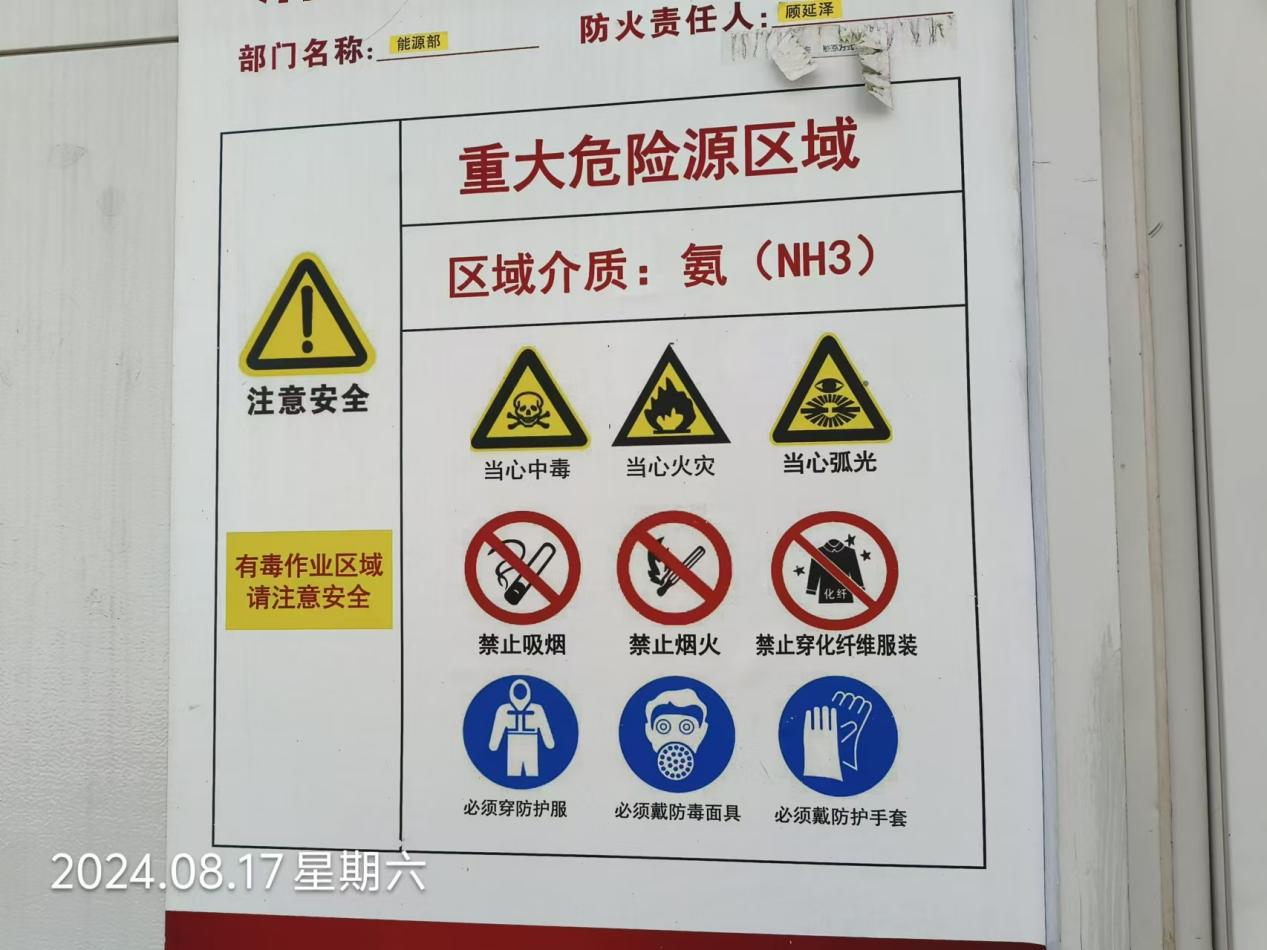 部门名称：能源部
防火责任人：顾延泽
重大危险源区域
区域介质：氨（NH3）
注意安全
当心中毒 当心火灾 当心弧光
有毒作业区域
请注意安全
化纤
禁止吸烟 禁止烟火 禁止穿化纤维服装
必须穿防护服 必须戴防毒面具 必须戴防护手套
2024.08.17 星期六